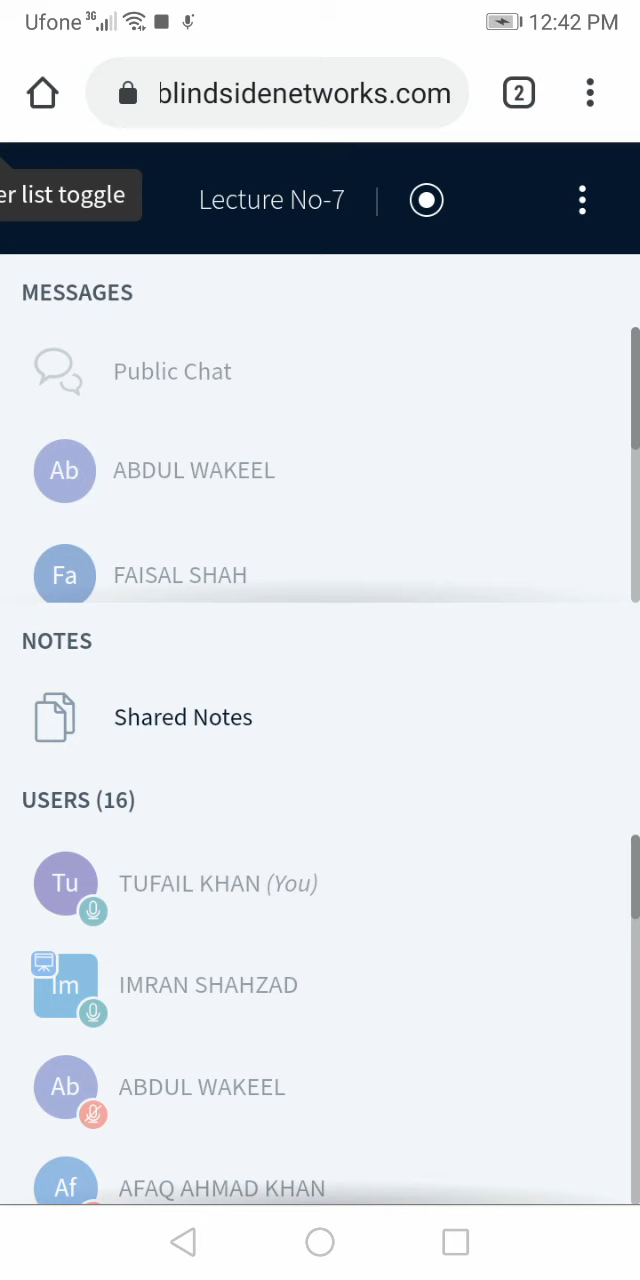 Ufone 3G 12:42 PM
blindsidenetworks.com 2
er list toggle Lecture No-7
MESSAGES
Public Chat
Ab ABDUL WAKEEL
Fa FAISAL SHAH
NOTES
Shared Notes
USERS (16)
Tu TUFAIL KHAN (You)
Im IMRAN SHAHZAD
Ab ABDUL WAKEEL
Af AFAQ AHMAD KHAN